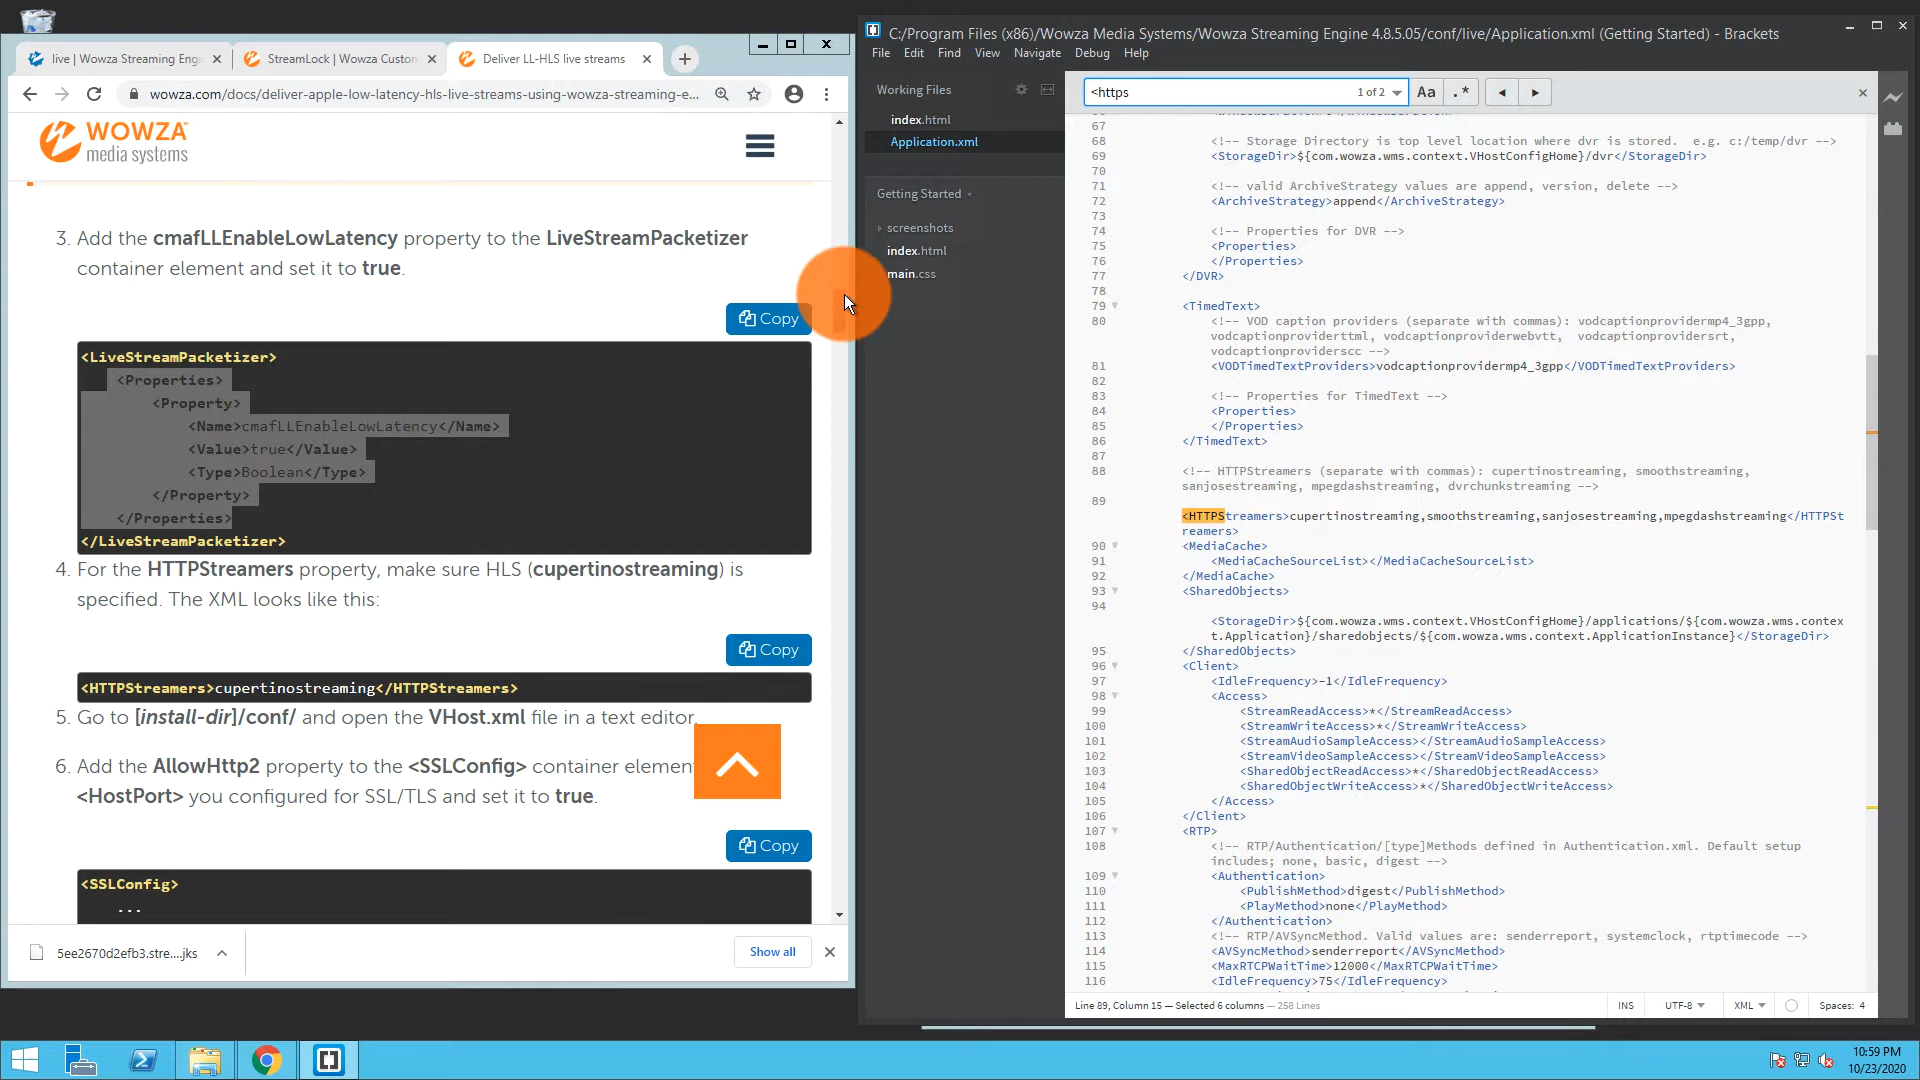 live | Wowza Streaming Eng
StreamLock | Wowza Custon
Deliver LL-HLS live streams
wowza.com/docs/deliver-apple-low-latency-hls-live-streams-using-wowza-streaming-e...
WOWZA
media systems
3. Add the cmafLLEnableLowLatency property to the LiveStreamPacketizer
container element and set it to true.
Copy
<LiveStreamPacketizer>
<Properties>
<Property>
<Name>cmafLLEnableLowLatency</Name>
<Value>true</Value>
<Type>Boolean</Type>
</Property>
</Properties>
</LiveStreamPacketizer>
4. For the HTTPStreamers property, make sure HLS (cupertinostreaming) is
specified. The XML looks like this:
Copy
<HTTPStreamers>cupertinostreaming</HTTPStreamers>
5. Go to [install-dir]/conf/ and open the VHost.xml file in a text editor.
6. Add the AllowHttp2 property to the <SSLConfig> container elemen
<HostPort> you configured for SSL/TLS and set it to true.
Copy
<SSLConfig>
...
5ee2670d2efb3.stre....jks
Show all
C:/Program Files (x86)/Wowza Media Systems/Wowza Streaming Engine 4.8.5.05/conf/live/Application.xml (Getting Started) - Brackets
File Edit Find View Navigate Debug Help
Working Files
index.html
Application.xml
Getting Started
screenshots
index.html
main.css
<https 1 of 2 Aa .*
67
68 <!-- Storage Directory is top level location where dvr is stored.  e.g. c:/temp/dvr -->
69 <StorageDir>${com.wowza.wms.context.VHostConfigHome}/dvr</StorageDir>
70
71 <!-- valid ArchiveStrategy values are append, version, delete -->
72 <ArchiveStrategy>append</ArchiveStrategy>
73
74 <!-- Properties for DVR -->
75 <Properties>
76 </Properties>
77 </DVR>
78
79 <TimedText>
80 <!-- VOD caption providers (separate with commas): vodcaptionprovidermp4_3gpp,
vodcaptionproviderttml, vodcaptionproviderwebvtt,  vodcaptionprovidersrt,
vodcaptionproviderscc -->
81 <VODTimedTextProviders>vodcaptionprovidermp4_3gpp</VODTimedTextProviders>
82
83 <!-- Properties for TimedText -->
84 <Properties>
85 </Properties>
86 </TimedText>
87
88 <!-- HTTPStreamers (separate with commas): cupertinostreaming, smoothstreaming,
sanjosestreaming, mpegdashstreaming, dvrchunkstreaming -->
89
<HTTPStreamers>cupertinostreaming,smoothstreaming,sanjosestreaming,mpegdashstreaming</HTTPSt
reamers>
90 <MediaCache>
91 <MediaCacheSourceList></MediaCacheSourceList>
92 </MediaCache>
93 <SharedObjects>
94
<StorageDir>${com.wowza.wms.context.VHostConfigHome}/applications/${com.wowza.wms.contex
t.Application}/sharedobjects/${com.wowza.wms.context.ApplicationInstance}</StorageDir>
95 </SharedObjects>
96 <Client>
97 <IdleFrequency>-1</IdleFrequency>
98 <Access>
99 <StreamReadAccess>*</StreamReadAccess>
100 <StreamWriteAccess>*</StreamWriteAccess>
101 <StreamAudioSampleAccess></StreamAudioSampleAccess>
102 <StreamVideoSampleAccess></StreamVideoSampleAccess>
103 <SharedObjectReadAccess>*</SharedObjectReadAccess>
104 <SharedObjectWriteAccess>*</SharedObjectWriteAccess>
105 </Access>
106 </Client>
107 <RTP>
108 <!-- RTP/Authentication/[type]Methods defined in Authentication.xml. Default setup
includes; none, basic, digest -->
109 <Authentication>
110 <PublishMethod>digest</PublishMethod>
111 <PlayMethod>none</PlayMethod>
112 </Authentication>
113 <!-- RTP/AVSyncMethod. Valid values are: senderreport, systemclock, rtptimecode -->
114 <AVSyncMethod>senderreport</AVSyncMethod>
115 <MaxRTCPWaitTime>12000</MaxRTCPWaitTime>
116 <IdleFrequency>75</IdleFrequency>
Line 89, Column 15 — Selected 6 columns — 258 Lines
INS UTF-8 XML Spaces: 4
10:59 PM
10/23/2020